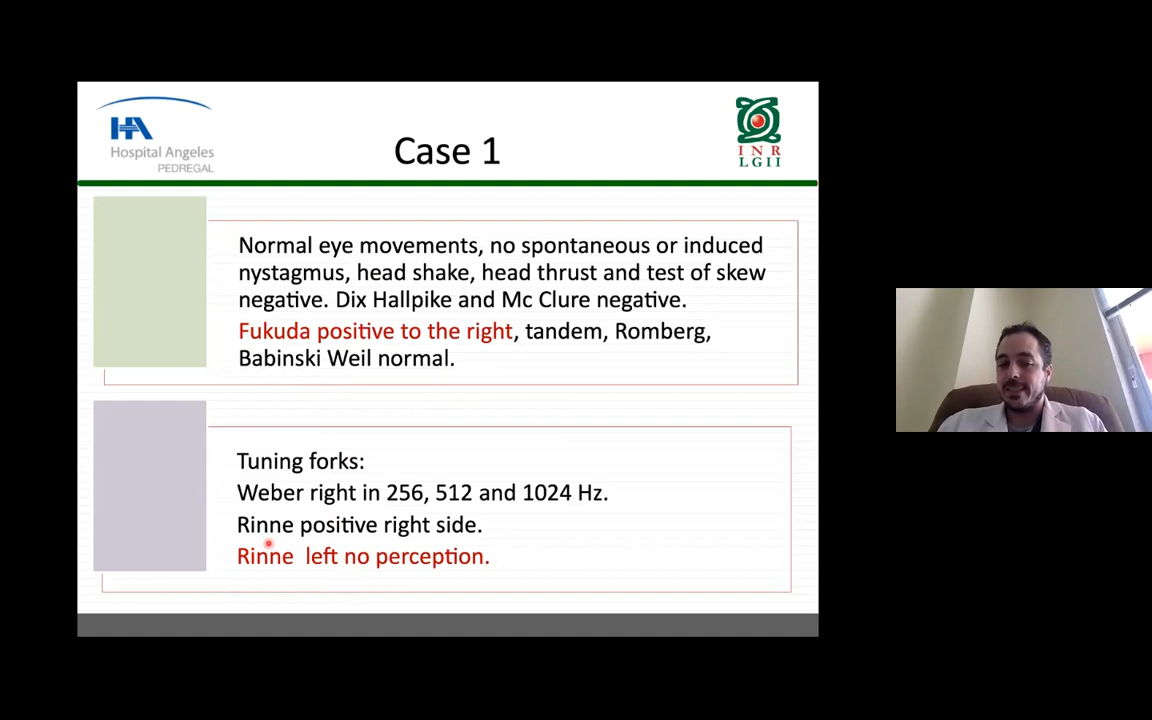 HA
Hospital Angeles
PEDREGAL
Case 1
INR
LGII
Normal eye movements, no spontaneous or induced
nystagmus, head shake, head thrust and test of skew
negative. Dix Hallpike and Mc Clure negative.
Fukuda positive to the right, tandem, Romberg,
Babinski Weil normal.
Tuning forks:
Weber right in 256, 512 and 1024 Hz.
Rinne positive right side.
Rinne left no perception.